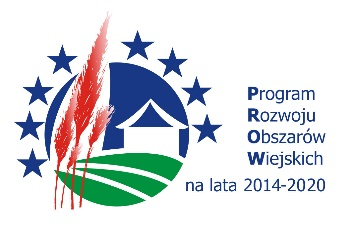 Program
Rozwoju
Obszarów
Wiejskich
na lata 2014-2020